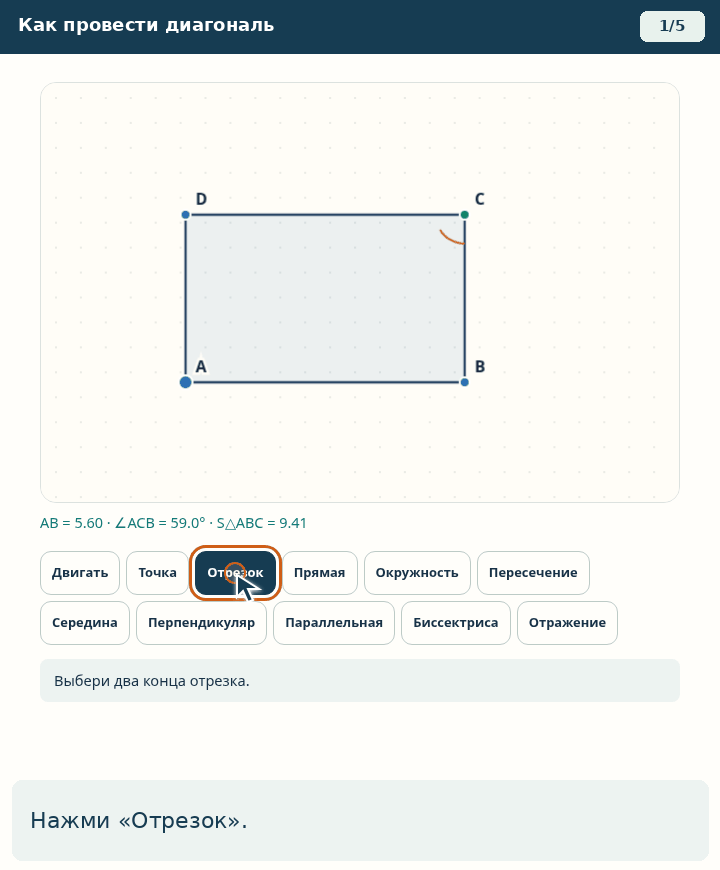 Как провести диагональ
1/5
D
C
A
B
AB = 5.60 · ∠ACB = 59.0° · S△ABC = 9.41
Двигать
Точка
Отрезок
Прямая
Окружность
Пересечение
Середина
Перпендикуляр
Параллельная
Биссектриса
Отражение
Выбери два конца отрезка.
Нажми «Отрезок».